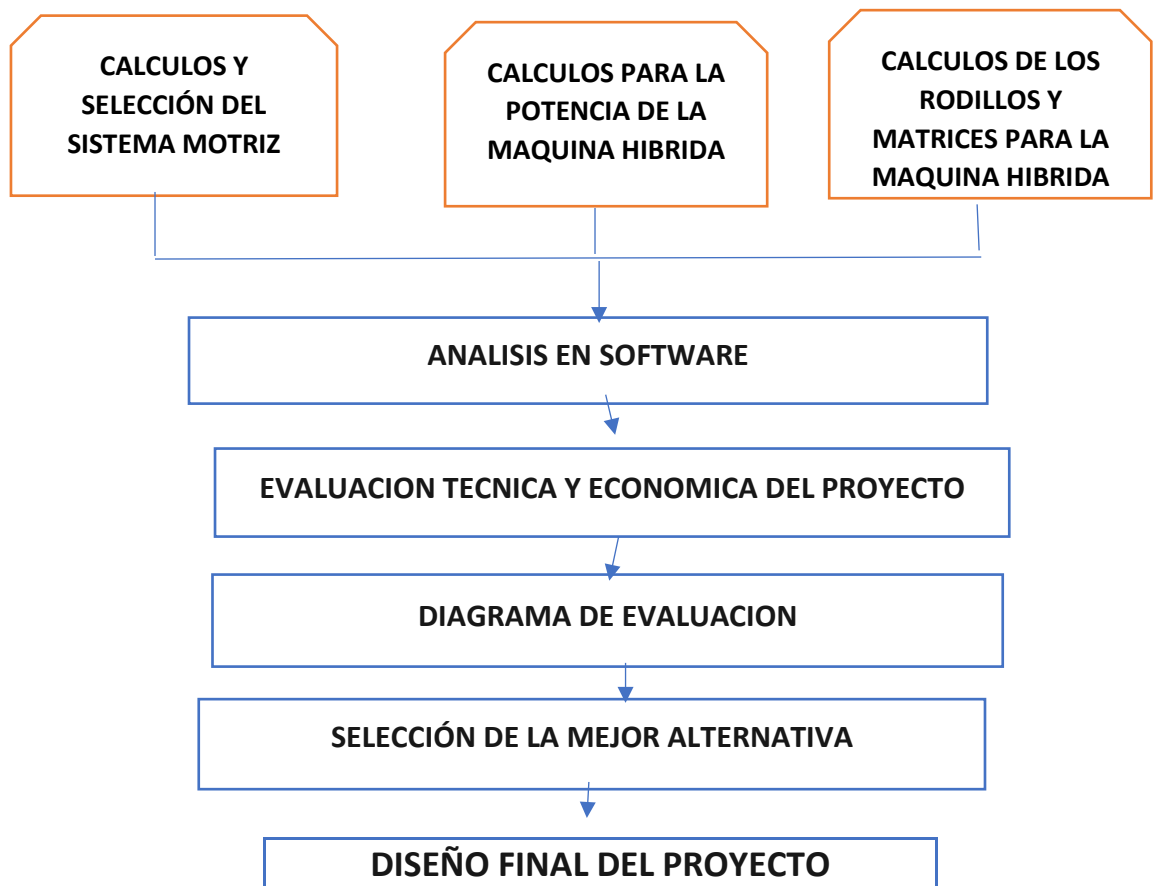 CALCULOS Y
SELECCIÓN DEL
SISTEMA MOTRIZ
CALCULOS PARA LA
POTENCIA DE LA
MAQUINA HIBRIDA
CALCULOS DE LOS
RODILLOS Y
MATRICES PARA LA
MAQUINA HIBRIDA
ANALISIS EN SOFTWARE
EVALUACION TECNICA Y ECONOMICA DEL PROYECTO
DIAGRAMA DE EVALUACION
SELECCIÓN DE LA MEJOR ALTERNATIVA
DISEÑO FINAL DEL PROYECTO